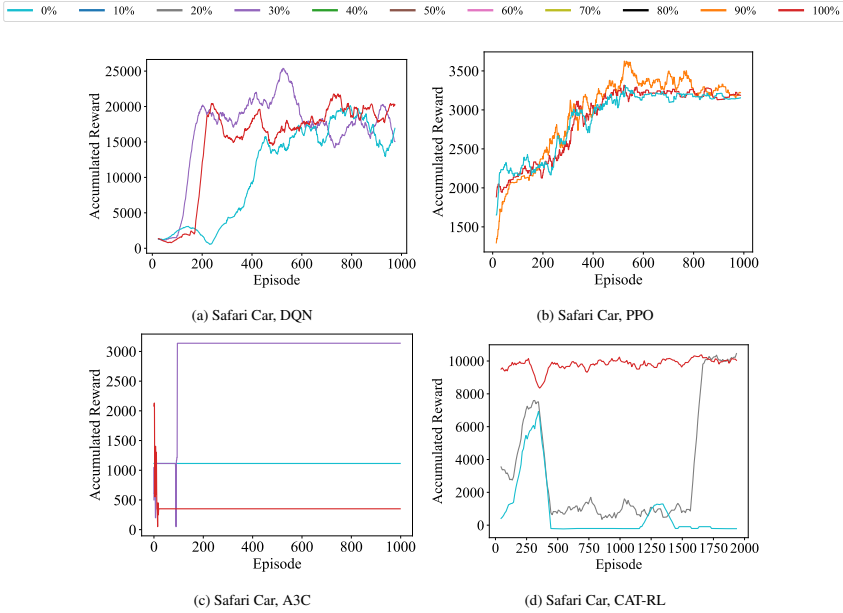 0% 10% 20% 30% 40% 50% 60% 70% 80% 90% 100%
25000
20000
15000
10000
5000
0
Accumulated Reward
0 200 400 600 800 1000
Episode
(a) Safari Car, DQN
3500
3000
2500
2000
1500
Accumulated Reward
0 200 400 600 800 1000
Episode
(b) Safari Car, PPO
3000
2500
2000
1500
1000
500
0
Accumulated Reward
0 200 400 600 800 1000
Episode
(c) Safari Car, A3C
10000
8000
6000
4000
2000
0
Accumulated Reward
0 250 500 750 1000 1250 1500 1750 2000
Episode
(d) Safari Car, CAT-RL